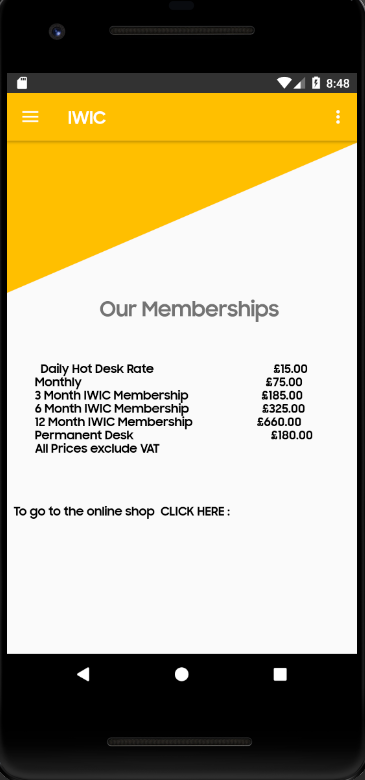 8:48
IWIC
Our Memberships
Daily Hot Desk Rate £15.00
Monthly £75.00
3 Month IWIC Membership £185.00
6 Month IWIC Membership £325.00
12 Month IWIC Membership £660.00
Permanent Desk £180.00
All Prices exclude VAT
To go to the online shop CLICK HERE :